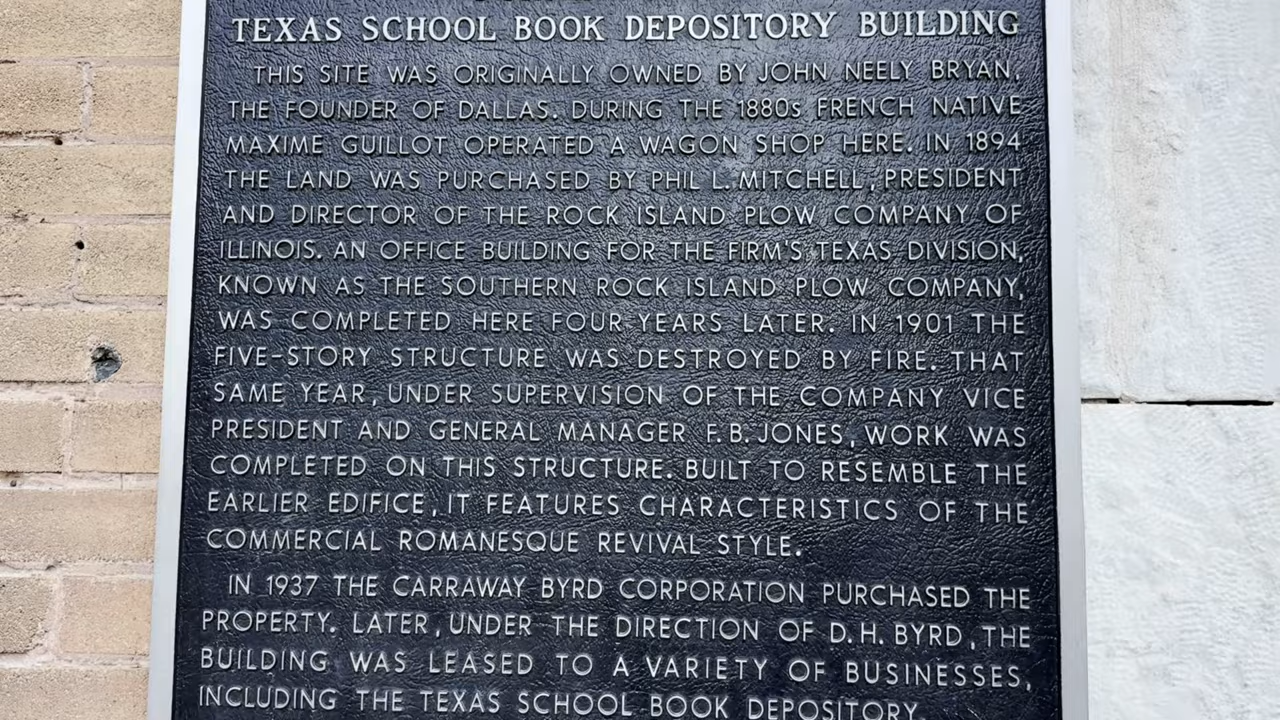 TEXAS SCHOOL BOOK DEPOSITORY BUILDING
THIS SITE WAS ORIGINALLY OWNED BY JOHN NEELY BRYAN,
THE FOUNDER OF DALLAS. DURING THE 1880s FRENCH NATIVE
MAXIME GUILLOT OPERATED A WAGON SHOP HERE. IN 1894
THE LAND WAS PURCHASED BY PHIL L. MITCHELL, PRESIDENT
AND DIRECTOR OF THE ROCK ISLAND PLOW COMPANY OF
ILLINOIS. AN OFFICE BUILDING FOR THE FIRM'S TEXAS DIVISION,
KNOWN AS THE SOUTHERN ROCK ISLAND PLOW COMPANY,
WAS COMPLETED HERE FOUR YEARS LATER. IN 1901 THE
FIVE-STORY STRUCTURE WAS DESTROYED BY FIRE. THAT
SAME YEAR, UNDER SUPERVISION OF THE COMPANY VICE
PRESIDENT AND GENERAL MANAGER F. B. JONES, WORK WAS
COMPLETED ON THIS STRUCTURE. BUILT TO RESEMBLE THE
EARLIER EDIFICE, IT FEATURES CHARACTERISTICS OF THE
COMMERCIAL ROMANESQUE REVIVAL STYLE.
IN 1937 THE CARRAWAY BYRD CORPORATION PURCHASED THE
PROPERTY. LATER, UNDER THE DIRECTION OF D. H. BYRD, THE
BUILDING WAS LEASED TO A VARIETY OF BUSINESSES,
INCLUDING THE TEXAS SCHOOL BOOK DEPOSITORY.